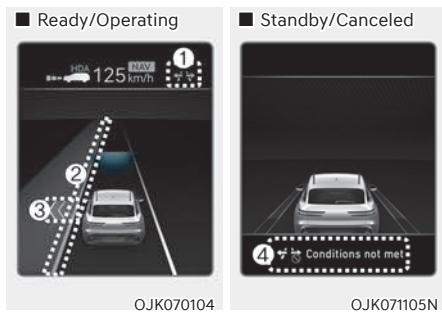 ■ Ready/Operating
HDA 125 km/h NAV
1
2
3
OJK070104
■ Standby/Canceled
4 Conditions not met
OJK071105N